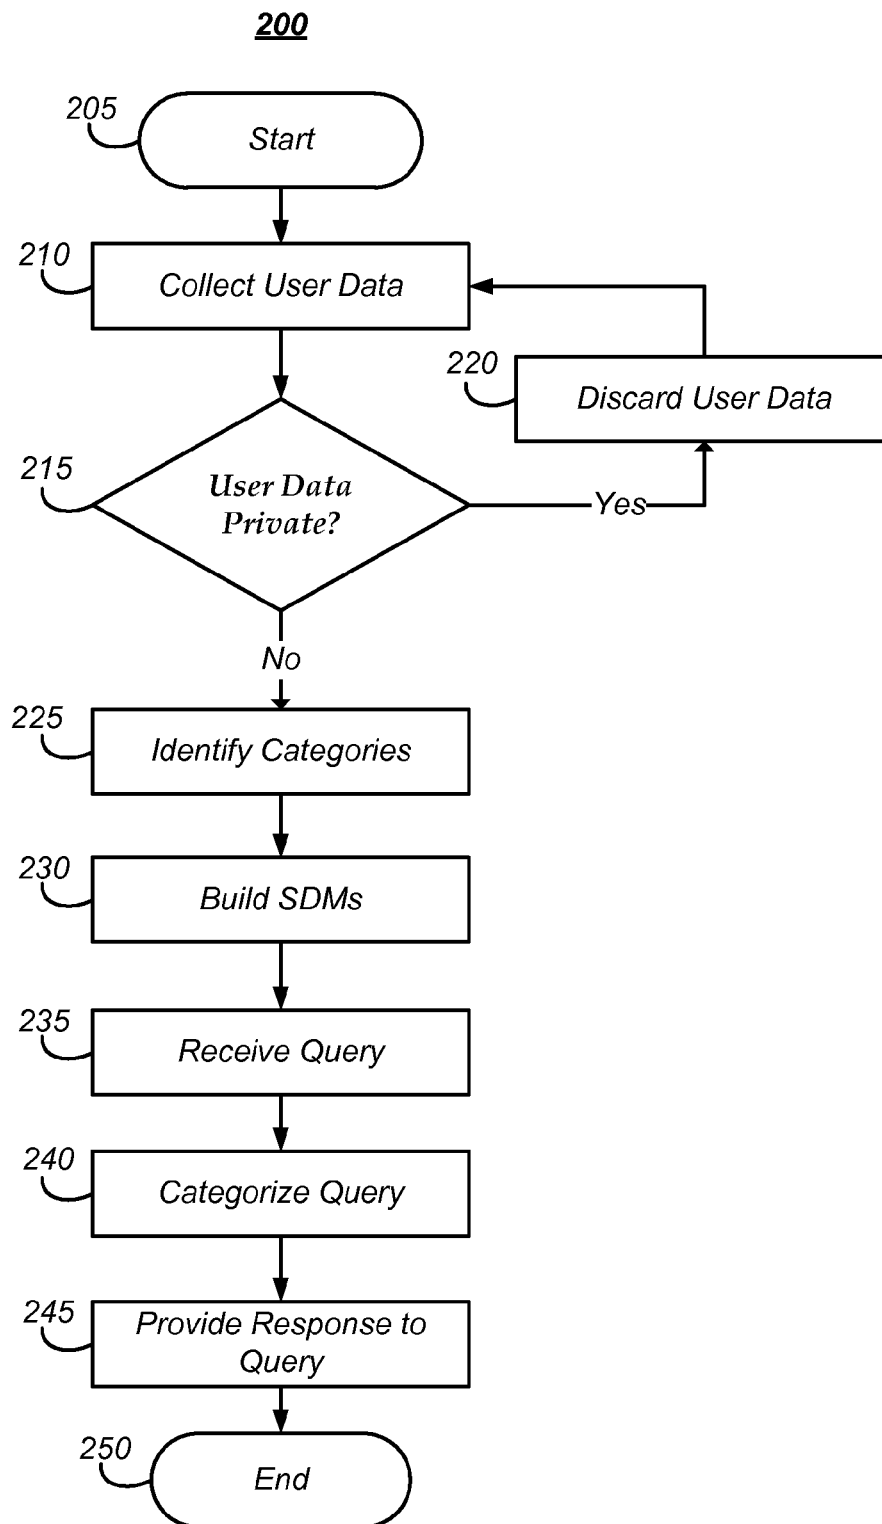 200
205
Start
210
Collect User Data
220
Discard User Data
215
User Data
Private?
Yes
No
225
Identify Categories
230
Build SDMs
235
Receive Query
240
Categorize Query
245
Provide Response to
Query
250
End